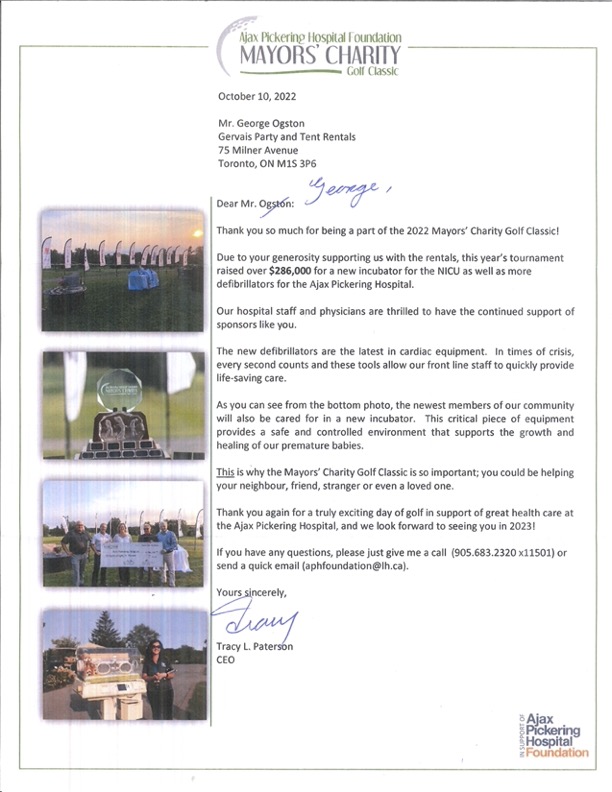 Ajax Pickering Hospital Foundation
MAYORS' CHARITY
Golf Classic
October 10, 2022
Mr. George Ogston
Gervais Party and Tent Rentals
75 Milner Avenue
Toronto, ON M1S 3P6
George,
Dear Mr. Ogston:
Thank you so much for being a part of the 2022 Mayors' Charity Golf Classic!
Due to your generosity supporting us with the rentals, this year's tournament
raised over $286,000 for a new incubator for the NICU as well as more
defibrillators for the Ajax Pickering Hospital.
Our hospital staff and physicians are thrilled to have the continued support of
sponsors like you.
The new defibrillators are the latest in cardiac equipment. In times of crisis,
every second counts and these tools allow our front line staff to quickly provide
life-saving care.
As you can see from the bottom photo, the newest members of our community
will also be cared for in a new incubator. This critical piece of equipment
provides a safe and controlled environment that supports the growth and
healing of our premature babies.
This is why the Mayors' Charity Golf Classic is so important; you could be helping
your neighbour, friend, stranger or even a loved one.
Thank you again for a truly exciting day of golf in support of great health care at
the Ajax Pickering Hospital, and we look forward to seeing you in 2023!
If you have any questions, please just give me a call (905.683.2320 x11501) or
send a quick email (aphfoundation@lh.ca).
Yours sincerely,
Tracy
Tracy L. Paterson
CEO
MAYORS' CHARITY
IN SUPPORT OF
Ajax
Pickering
Hospital
Foundation